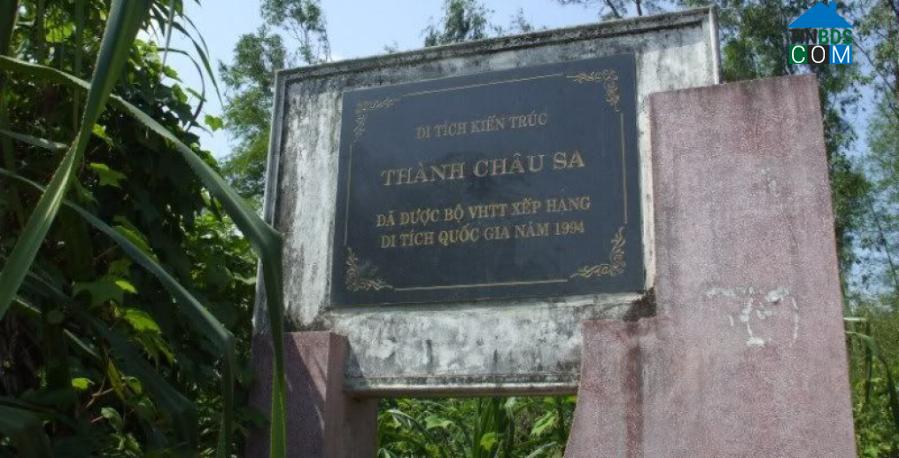 TINBDS
COM
DI TÍCH KIẾN TRÚC
THÀNH CHÂU SA
ĐÃ ĐƯỢC BỘ VHTT XẾP HẠNG
DI TÍCH QUỐC GIA NĂM 1994